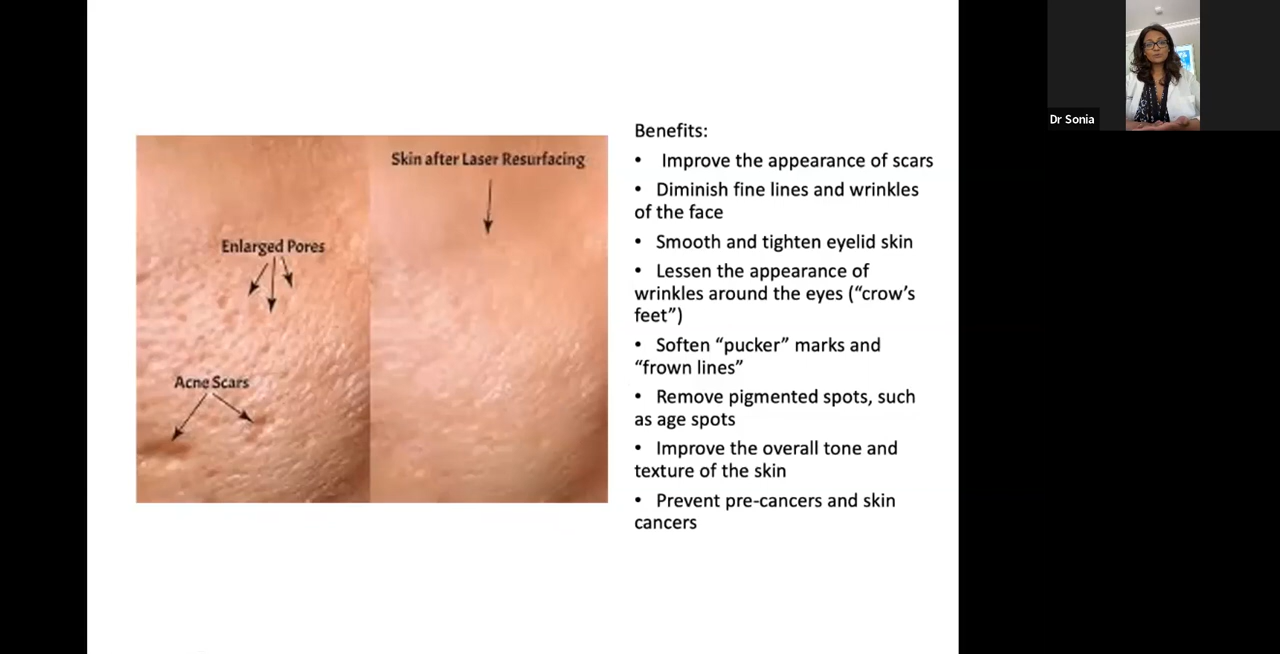 Skin after Laser Resurfacing
Enlarged Pores
Acne Scars
Benefits:
• Improve the appearance of scars
• Diminish fine lines and wrinkles
of the face
• Smooth and tighten eyelid skin
• Lessen the appearance of
wrinkles around the eyes (“crow’s
feet”)
• Soften “pucker” marks and
“frown lines”
• Remove pigmented spots, such
as age spots
• Improve the overall tone and
texture of the skin
• Prevent pre-cancers and skin
cancers
Dr Sonia